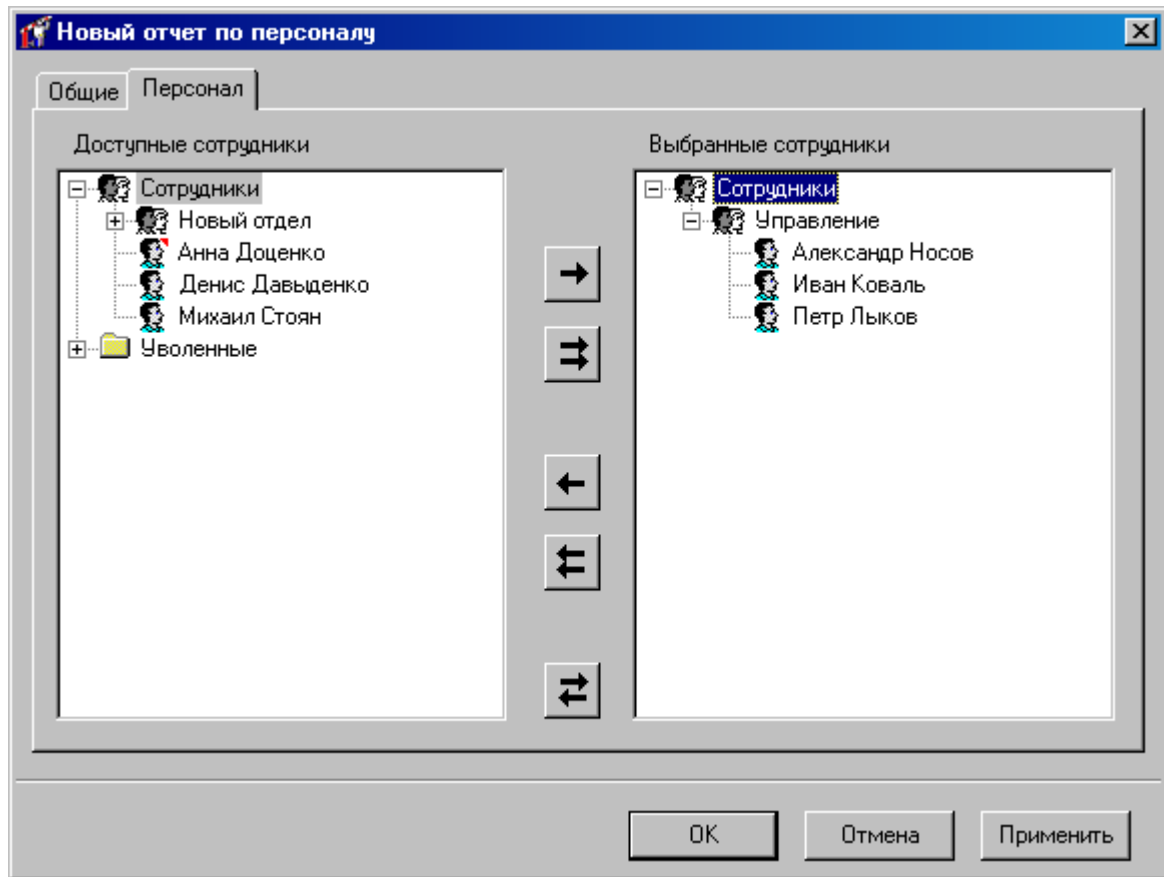 Новый отчет по персоналу
Общие
Персонал
Доступные сотрудники
Сотрудники
Новый отдел
Анна Доценко
Денис Давыденко
Михаил Стоян
Уволенные
Выбранные сотрудники
Сотрудники
Управление
Александр Носов
Иван Коваль
Петр Лыков
OK
Отмена
Применить